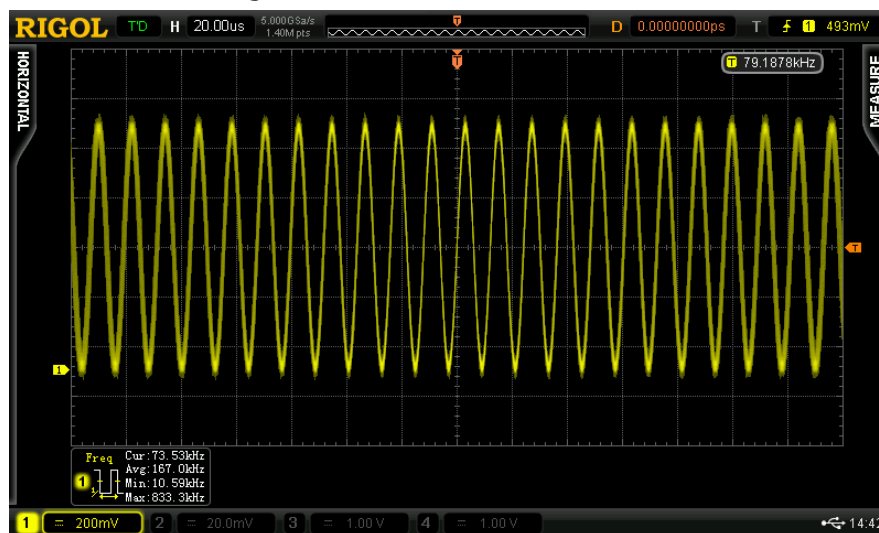 RIGOL T'D H 20.00us 5.000GSa/s 1.40M pts T D 0.00000000ps T 1 493mV
T
T 79.1878kHz
HORIZONTAL
MEASURE
T
1
Freq Cur:73.53kHz
Avg:167.0kHz
1 Min:10.59kHz
Max:833.3kHz
1 = 200mV 2 = 20.0mV 3 = 1.00 V 4 = 1.00 V 14:42